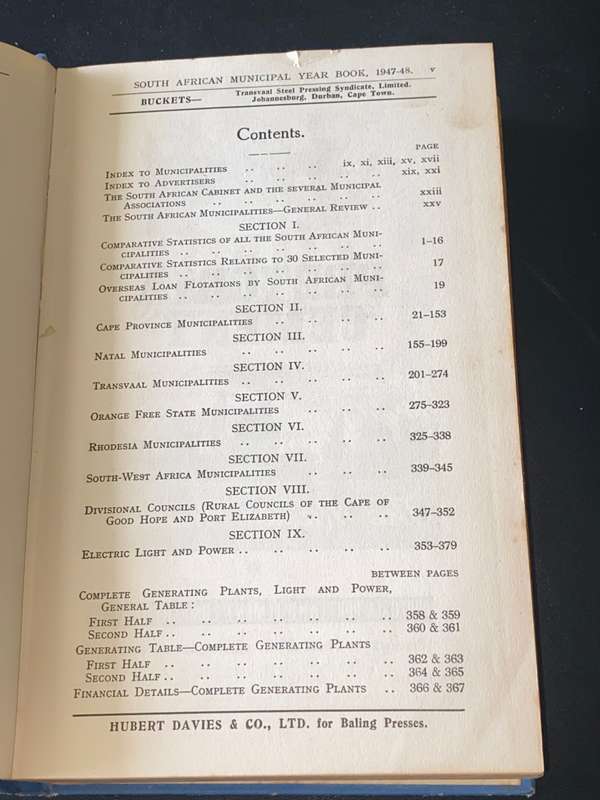 SOUTH AFRICAN MUNICIPAL YEAR BOOK, 1947-48. v
BUCKETS— Transvaal Steel Pressing Syndicate, Limited.
Johannesburg, Durban, Cape Town.
Contents.
PAGE
INDEX TO MUNICIPALITIES .. .. .. ix, xi, xiii, xv, xvii
INDEX TO ADVERTISERS .. .. .. .. xix, xxi
THE SOUTH AFRICAN CABINET AND THE SEVERAL MUNICIPAL
ASSOCIATIONS .. .. .. .. .. .. xxiii
THE SOUTH AFRICAN MUNICIPALITIES—GENERAL REVIEW .. xxv
SECTION I.
COMPARATIVE STATISTICS OF ALL THE SOUTH AFRICAN MUNI-
CIPALITIES .. .. .. .. .. .. .. 1-16
COMPARATIVE STATISTICS RELATING TO 30 SELECTED MUNI-
CIPALITIES .. .. .. .. .. .. .. 17
OVERSEAS LOAN FLOTATIONS BY SOUTH AFRICAN MUNI-
CIPALITIES .. .. .. .. .. .. .. 19
SECTION II.
CAPE PROVINCE MUNICIPALITIES .. .. .. .. 21-153
SECTION III.
NATAL MUNICIPALITIES .. .. .. .. .. 155-199
SECTION IV.
TRANSVAAL MUNICIPALITIES .. .. .. .. .. 201-274
SECTION V.
ORANGE FREE STATE MUNICIPALITIES .. .. .. 275-323
SECTION VI.
RHODESIA MUNICIPALITIES .. .. .. .. .. 325-338
SECTION VII.
SOUTH-WEST AFRICA MUNICIPALITIES .. .. .. 339-345
SECTION VIII.
DIVISIONAL COUNCILS (RURAL COUNCILS OF THE CAPE OF
GOOD HOPE AND PORT ELIZABETH) .. .. .. 347-352
SECTION IX.
ELECTRIC LIGHT AND POWER .. .. .. .. .. 353-379
BETWEEN PAGES
COMPLETE GENERATING PLANTS, LIGHT AND POWER,
GENERAL TABLE :
FIRST HALF .. .. .. .. .. .. .. 358 & 359
SECOND HALF .. .. .. .. .. .. .. 360 & 361
GENERATING TABLE—COMPLETE GENERATING PLANTS
FIRST HALF .. .. .. .. .. .. .. 362 & 363
SECOND HALF .. .. .. .. .. .. .. 364 & 365
FINANCIAL DETAILS—COMPLETE GENERATING PLANTS .. 366 & 367
HUBERT DAVIES & CO., LTD. for Baling Presses.